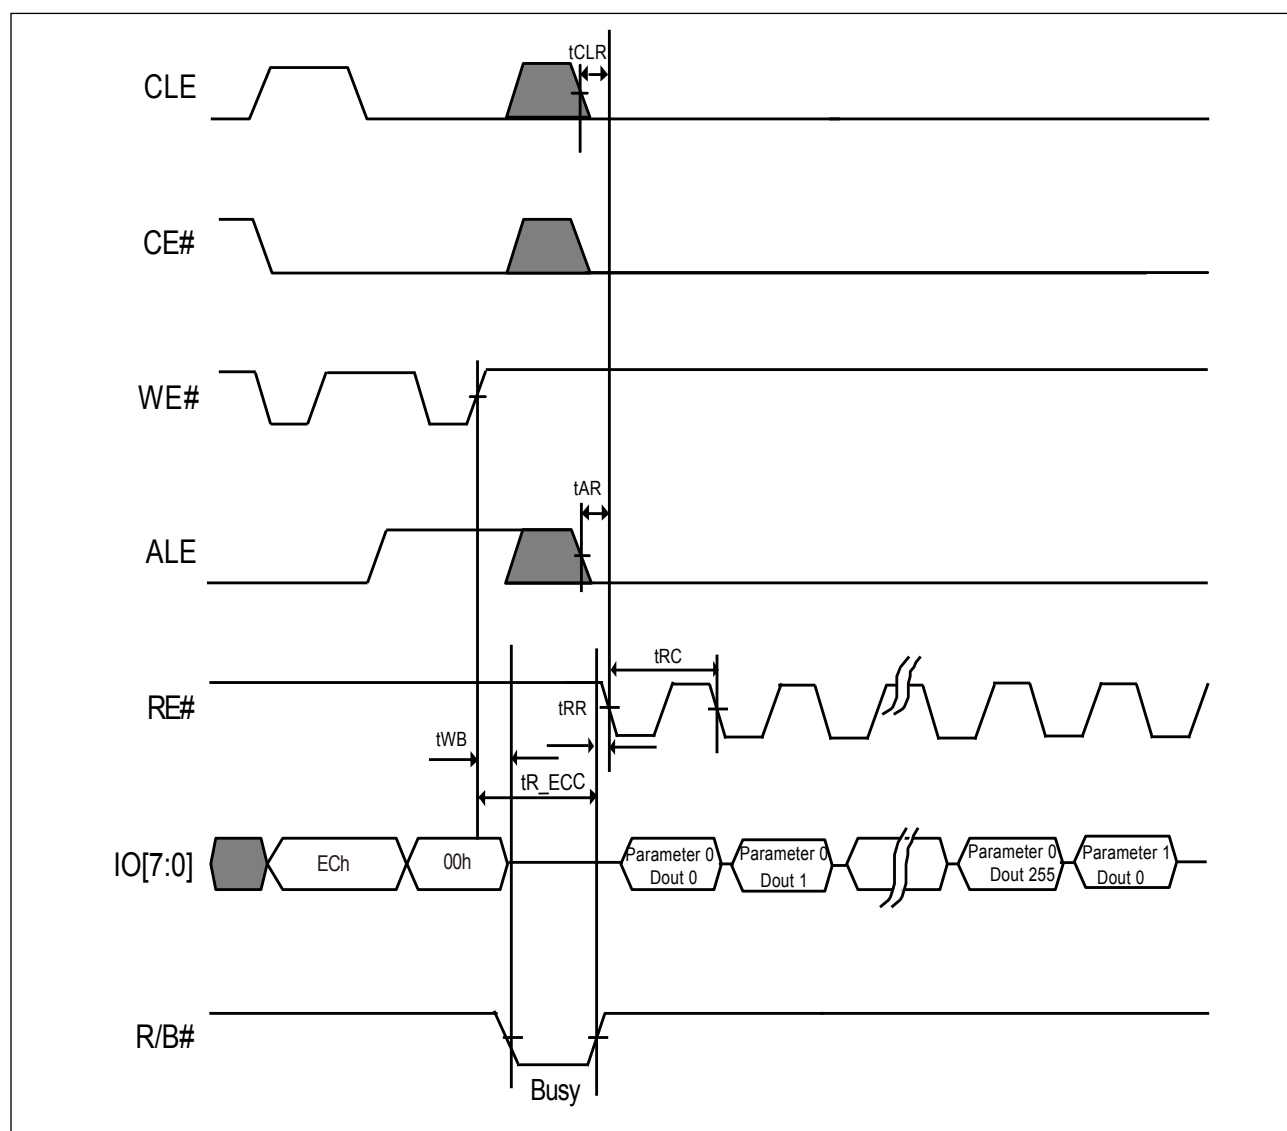 tCLR
CLE
CE#
WE#
tAR
ALE
tRC
RE#
tRR
tWB
tR_ECC
IO[7:0]
ECh
00h
Parameter 0
Dout 0
Parameter 0
Dout 1
Parameter 0
Dout 255
Parameter 1
Dout 0
R/B#
Busy